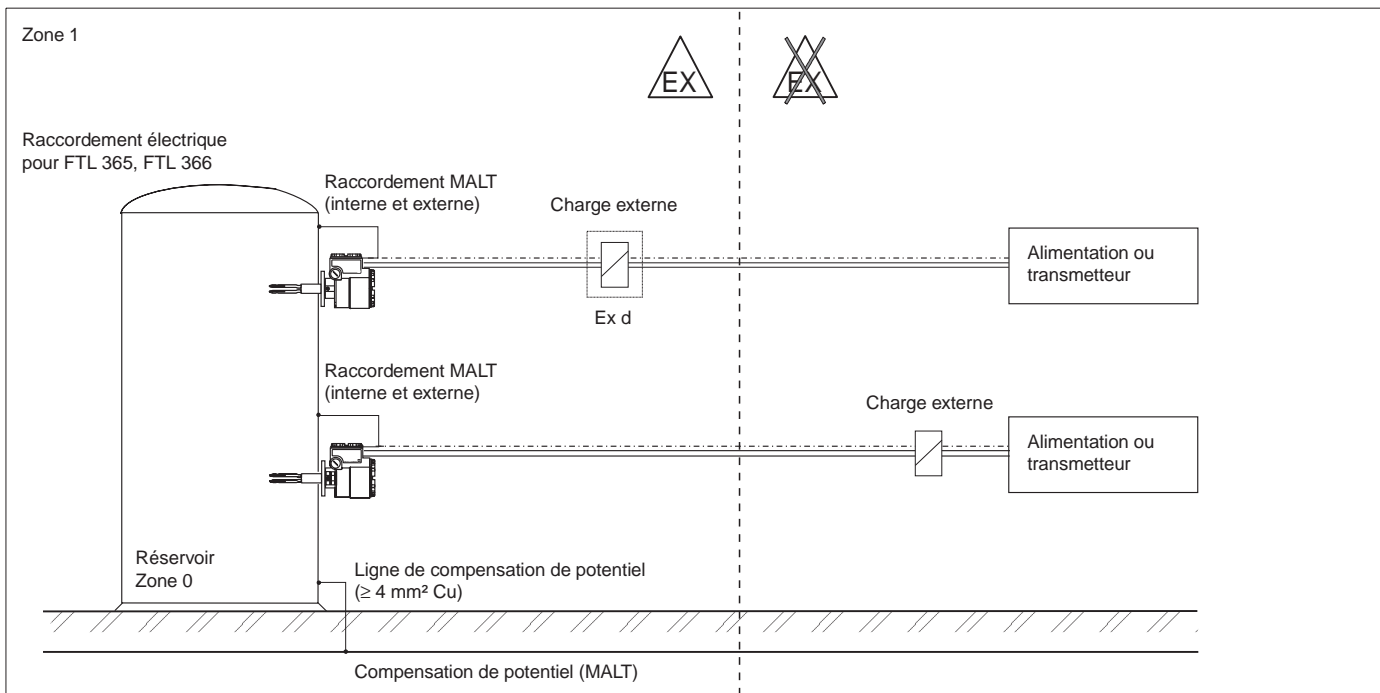 Zone 1
EX
EX
Raccordement électrique
pour FTL 365, FTL 366
Raccordement MALT
(interne et externe)
Charge externe
Alimentation ou
transmetteur
Ex d
Raccordement MALT
(interne et externe)
Charge externe
Alimentation ou
transmetteur
Réservoir
Zone 0
Ligne de compensation de potentiel
(≥ 4 mm² Cu)
Compensation de potentiel (MALT)